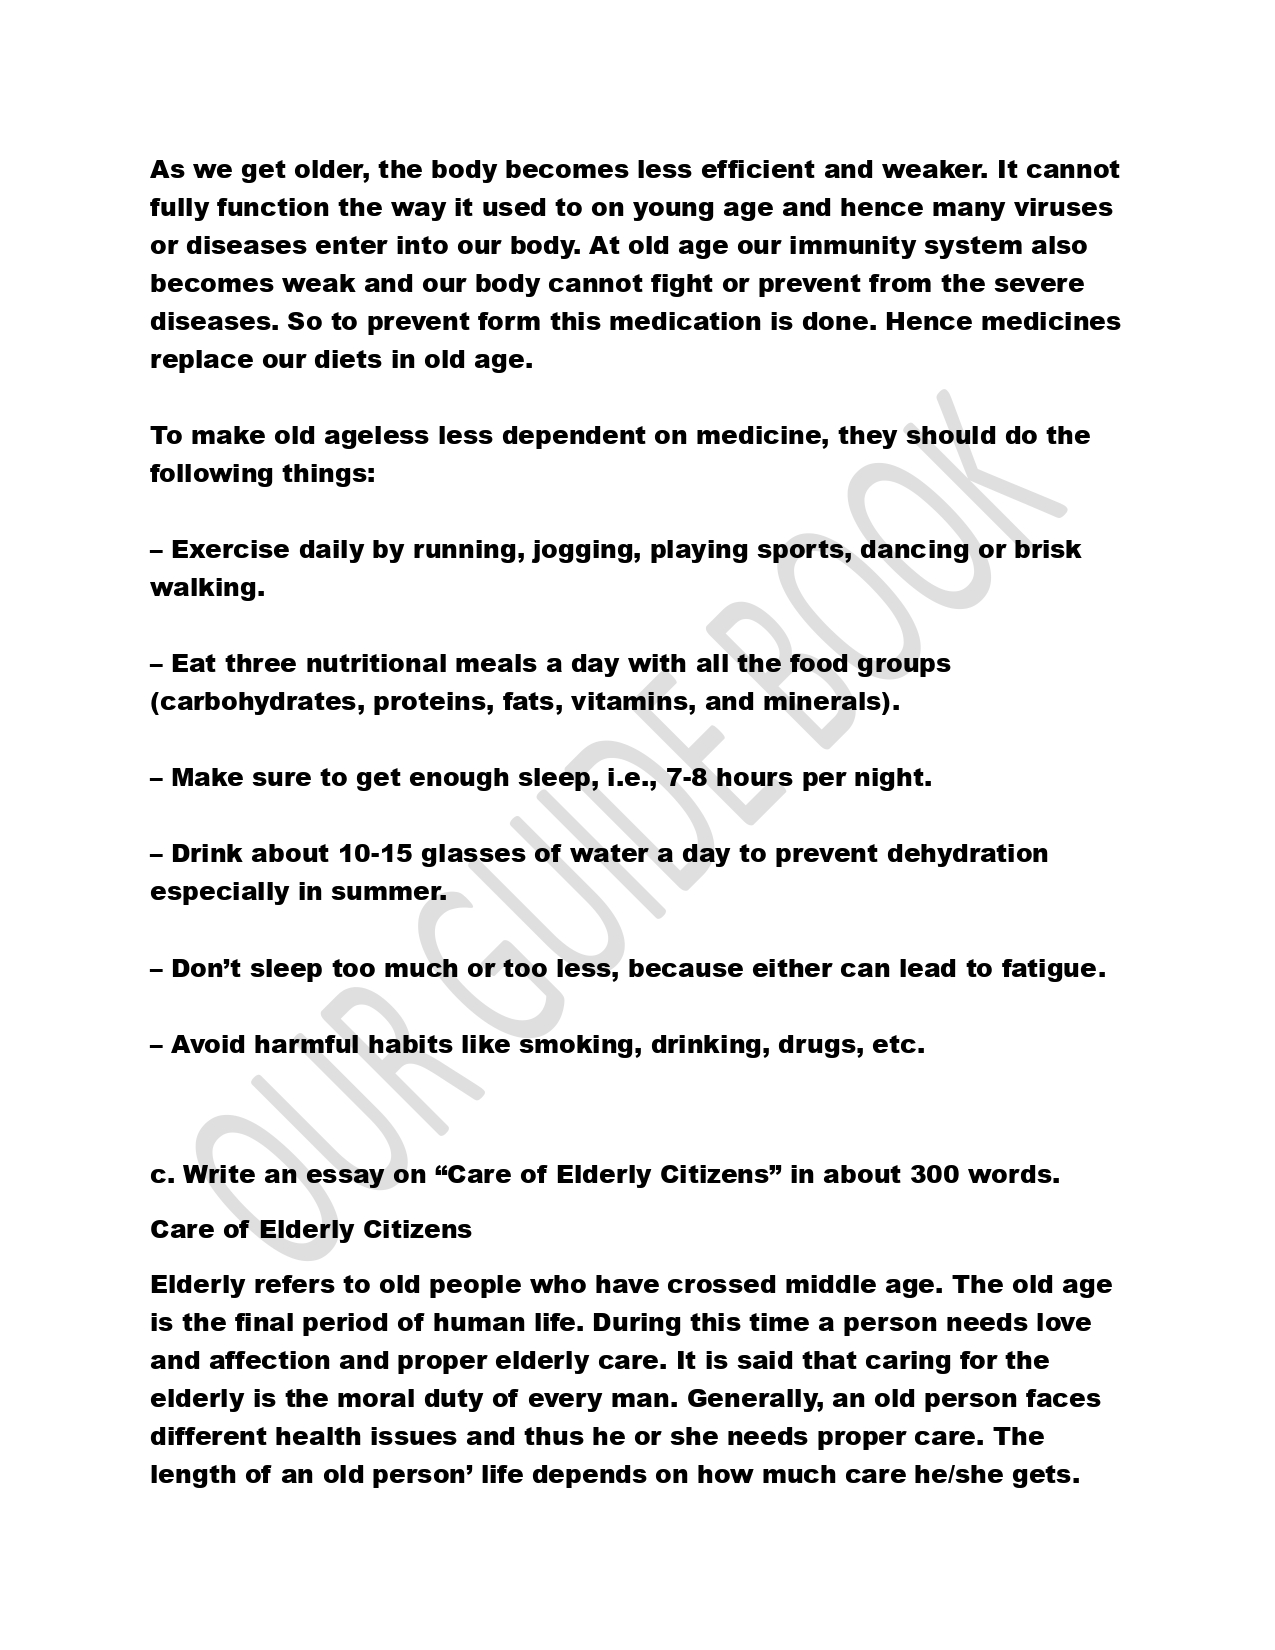 As we get older, the body becomes less efficient and weaker. It cannot
fully function the way it used to on young age and hence many viruses
or diseases enter into our body. At old age our immunity system also
becomes weak and our body cannot fight or prevent from the severe
diseases. So to prevent form this medication is done. Hence medicines
replace our diets in old age.
To make old ageless less dependent on medicine, they should do the
following things:
– Exercise daily by running, jogging, playing sports, dancing or brisk
walking.
– Eat three nutritional meals a day with all the food groups
(carbohydrates, proteins, fats, vitamins, and minerals).
– Make sure to get enough sleep, i.e., 7-8 hours per night.
– Drink about 10-15 glasses of water a day to prevent dehydration
especially in summer.
– Don’t sleep too much or too less, because either can lead to fatigue.
– Avoid harmful habits like smoking, drinking, drugs, etc.
c. Write an essay on “Care of Elderly Citizens” in about 300 words.
Care of Elderly Citizens
Elderly refers to old people who have crossed middle age. The old age
is the final period of human life. During this time a person needs love
and affection and proper elderly care. It is said that caring for the
elderly is the moral duty of every man. Generally, an old person faces
different health issues and thus he or she needs proper care. The
length of an old person’ life depends on how much care he/she gets.
OUR GUIDE BOOK